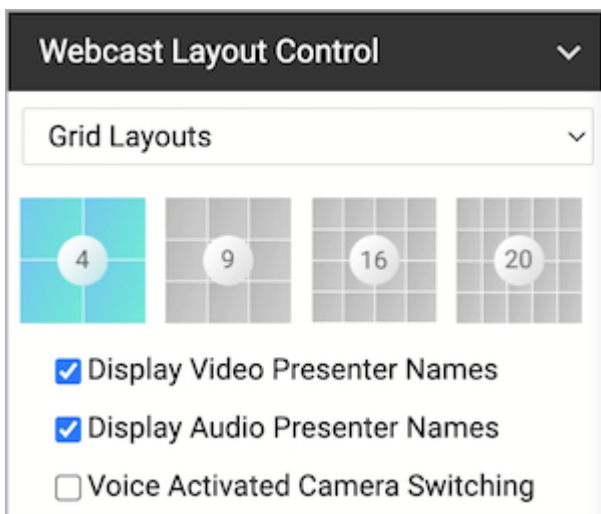 Webcast Layout Control
Grid Layouts
4 9 16 20
Display Video Presenter Names
Display Audio Presenter Names
Voice Activated Camera Switching